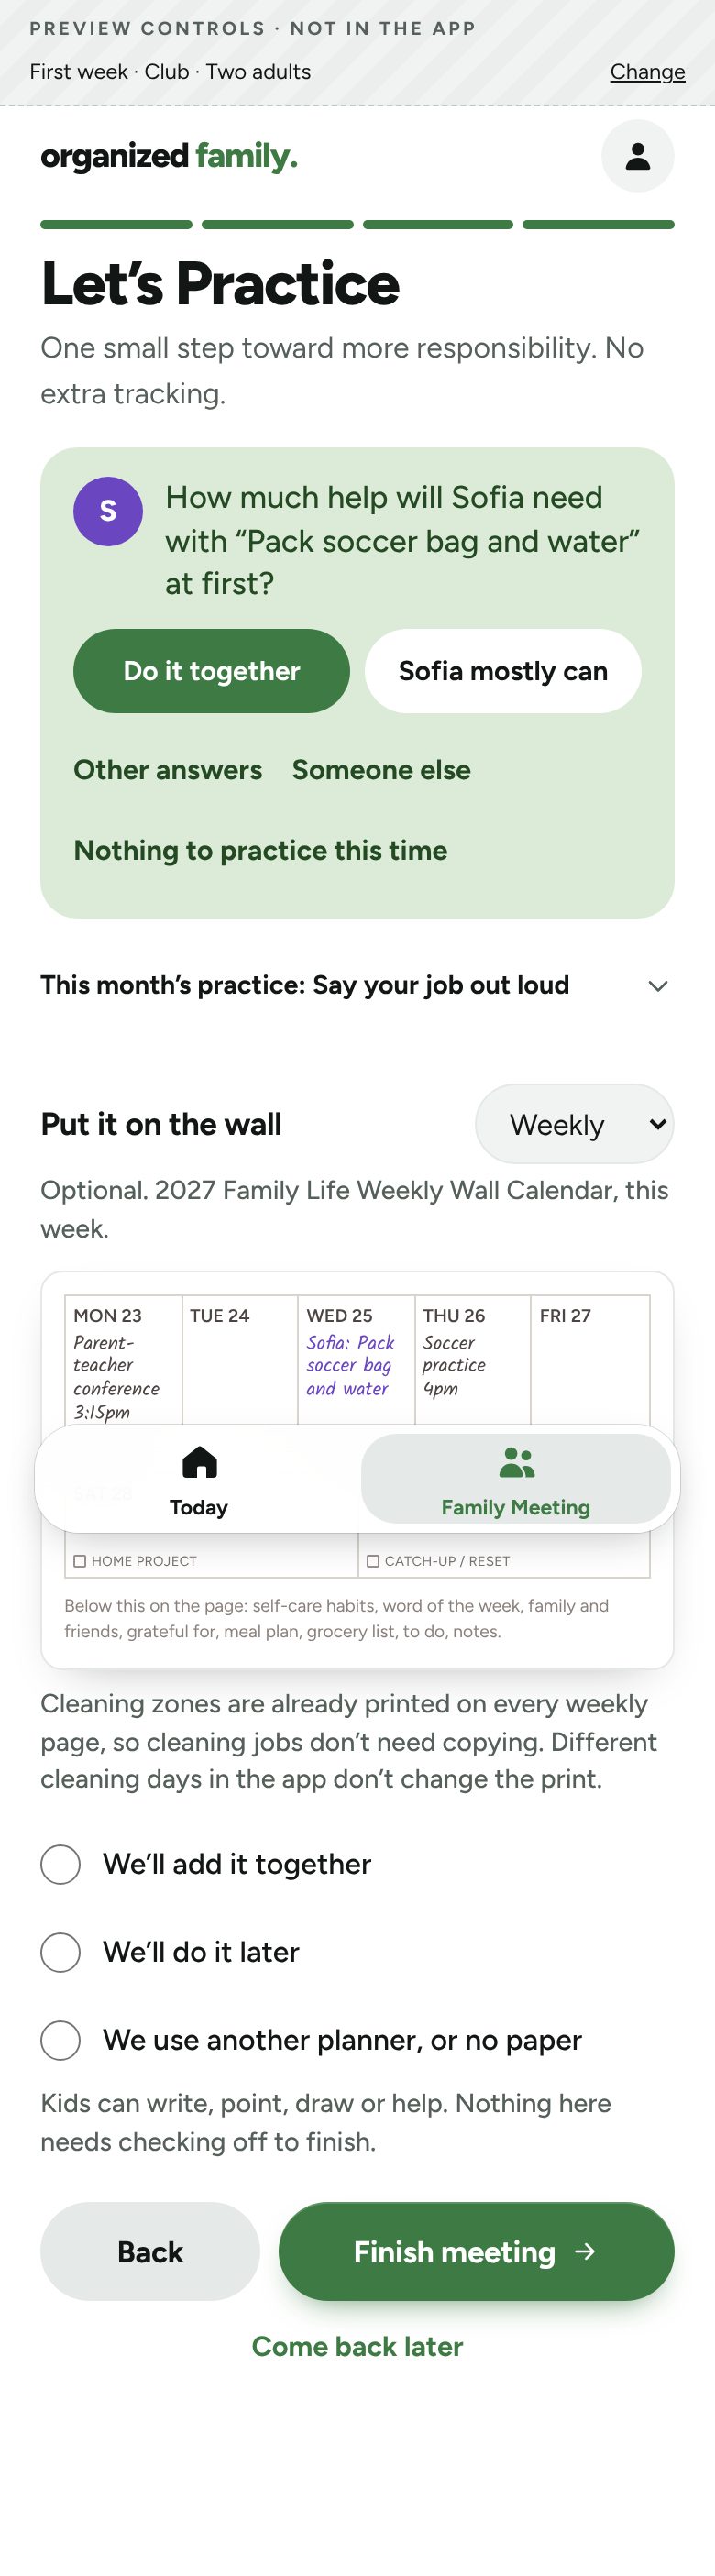 PREVIEW CONTROLS · NOT IN THE APP
First week · Club · Two adults
Change
organized family.
Let’s Practice
One small step toward more responsibility. No
extra tracking.
S
How much help will Sofia need
with “Pack soccer bag and water”
at first?
Do it together
Sofia mostly can
Other answers
Someone else
Nothing to practice this time
This month’s practice: Say your job out loud
Put it on the wall
Weekly
Optional. 2027 Family Life Weekly Wall Calendar, this
week.
MON 23
Parent-
teacher
conference
3:15pm
TUE 24
WED 25
Sofia: Pack
soccer bag
and water
THU 26
Soccer
practice
4pm
FRI 27
Today
Family Meeting
HOME PROJECT
CATCH-UP / RESET
Below this on the page: self-care habits, word of the week, family and
friends, grateful for, meal plan, grocery list, to do, notes.
Cleaning zones are already printed on every weekly
page, so cleaning jobs don’t need copying. Different
cleaning days in the app don’t change the print.
We’ll add it together
We’ll do it later
We use another planner, or no paper
Kids can write, point, draw or help. Nothing here
needs checking off to finish.
Back
Finish meeting →
Come back later